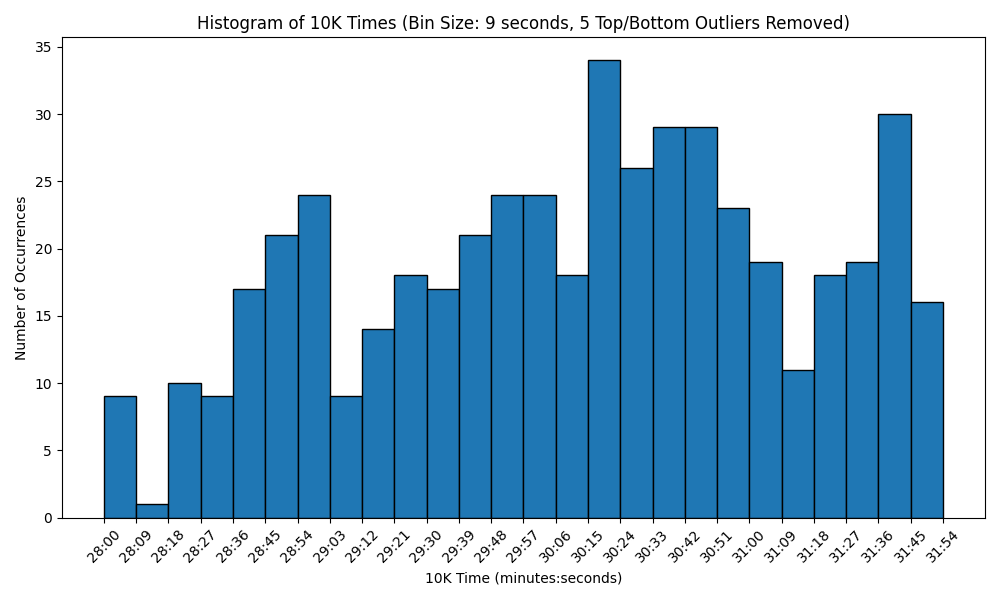 Histogram of 10K Times (Bin Size: 9 seconds, 5 Top/Bottom Outliers Removed)
35
30
25
20
15
10
5
0
Number of Occurrences
28:00 28:09 28:18 28:27 28:36 28:45 28:54 29:03 29:12 29:21 29:30 29:39 29:48 29:57 30:06 30:15 30:24 30:33 30:42 30:51 31:00 31:09 31:18 31:27 31:36 31:45 31:54
10K Time (minutes:seconds)